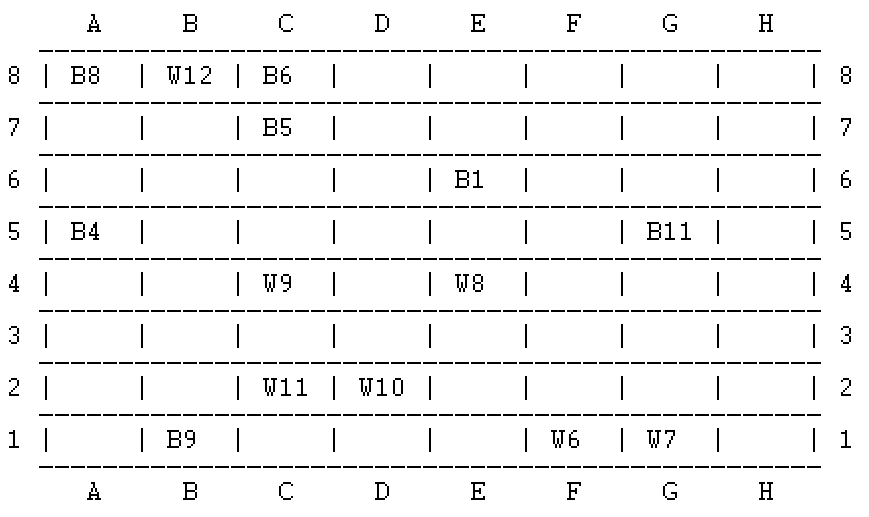 A B C D E F G H
8 | B8 | W12 | B6 | | | | | | 8
7 | | | B5 | | | | | | 7
6 | | | | | B1 | | | | 6
5 | B4 | | | | | | B11 | | 5
4 | | | W9 | | W8 | | | | 4
3 | | | | | | | | | 3
2 | | | W11 | W10 | | | | | 2
1 | | B9 | | | | W6 | W7 | | 1
A B C D E F G H